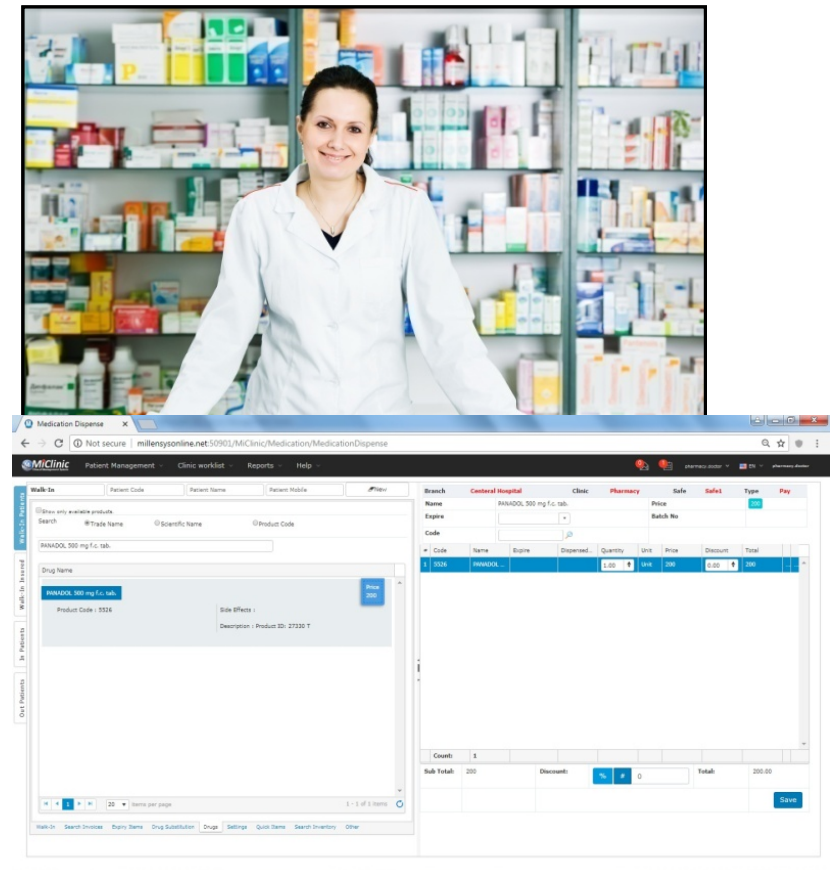 P
Medication Dispense
Not secure | millensysonline.net:50901/MiClinic/Medication/MedicationDispense
MiClinic Patient Management Clinic worklist Reports Help pharmacy doctor EN pharmacy.doctor
Walk-In Patient Code Patient Name Patient Mobile New
Show only available products
Search Trade Name Scientific Name Product Code
PANADOL 500 mg f.c. tab.
Drug Name
PANADOL 500 mg f.c. tab. Price
200
Product Code : 5526 Side Effects :
Description : Product ID: 27330 T
1 20 items per page 1 - 1 of 1 items
Walk-In Search Invoices Expiry Items Drug Substitution Drugs Settings Quick Items Search Inventory Other
Walk-In Patients
Walk-In Insured
In Patients
Out Patients
Branch Centeral Hospital Clinic Pharmacy Safe Safe1 Type Pay
Name PANADOL 500 mg f.c. tab. Price 200
Expire Batch No
Code
Code Name Expire Dispensed... Quantity Unit Price Discount Total
1 5526 PANADOL ... 1.00 Unit 200 0.00 200 ... ...
Count: 1
Sub Total: 200 Discount: % # 0 Total: 200.00
Save